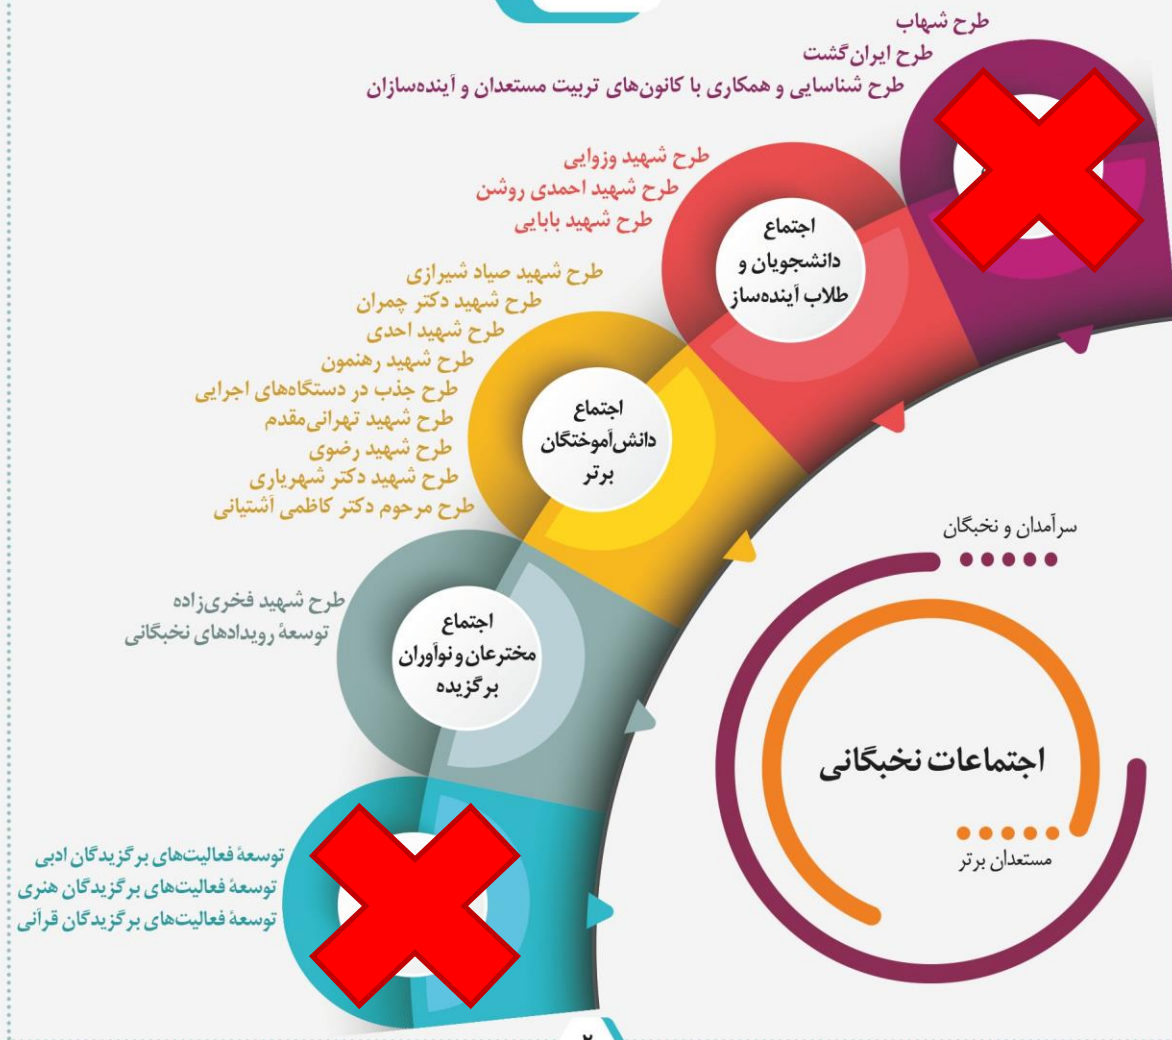 طرح شهاب
طرح ایران‌گشت
طرح شناسایی و همکاری با کانون‌های تربیت مستعدان و آینده‌سازان
طرح شهید وزوایی
طرح شهید احمدی روشن
طرح شهید بابایی
اجتماع
دانشجویان و
طلاب آینده‌ساز
طرح شهید صیاد شیرازی
طرح شهید دکتر چمران
طرح شهید احدی
طرح شهید رهنمون
طرح جذب در دستگاه‌های اجرایی
طرح شهید تهرانی‌مقدم
طرح شهید رضوی
طرح شهید دکتر شهریاری
طرح مرحوم دکتر کاظمی آشتیانی
اجتماع
دانش‌آموختگان
برتر
طرح شهید فخری‌زاده
توسعهٔ رویدادهای نخبگانی
اجتماع
مخترعان و نوآوران
برگزیده
توسعهٔ فعالیت‌های برگزیدگان ادبی
توسعهٔ فعالیت‌های برگزیدگان هنری
توسعهٔ فعالیت‌های برگزیدگان قرآنی
سرآمدان و نخبگان
اجتماعات نخبگانی
مستعدان برتر